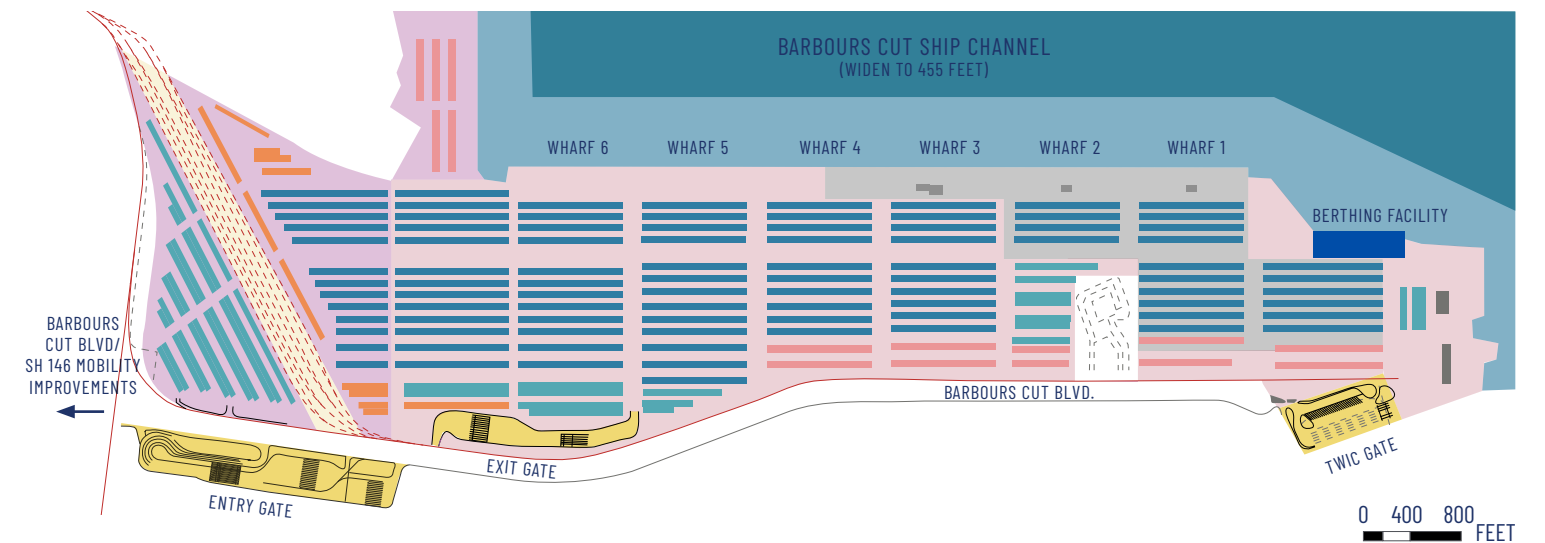 BARBOURS CUT SHIP CHANNEL
(WIDEN TO 455 FEET)
WHARF 6
WHARF 5
WHARF 4
WHARF 3
WHARF 2
WHARF 1
BERTHING FACILITY
BARBOURS
CUT BLVD/
SH 146 MOBILITY
IMPROVEMENTS
BARBOURS CUT BLVD.
EXIT GATE
TWIC GATE
ENTRY GATE
0 400 800
FEET